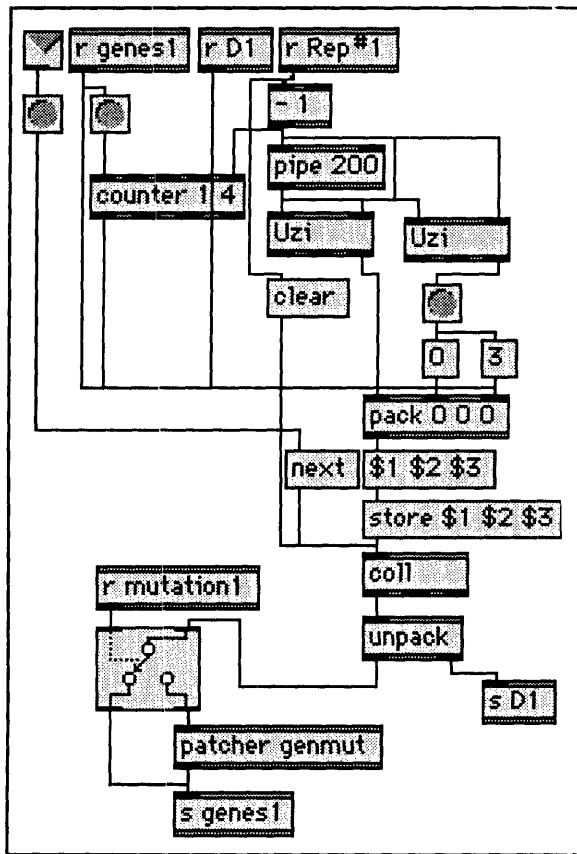 r genes1
r D1
r Rep#1
- 1
pipe 200
counter 1 4
Uzi
Uzi
clear
0
3
pack 0 0 0
next
$1 $2 $3
store $1 $2 $3
coll
r mutation1
unpack
s D1
patcher genmut
s genes1